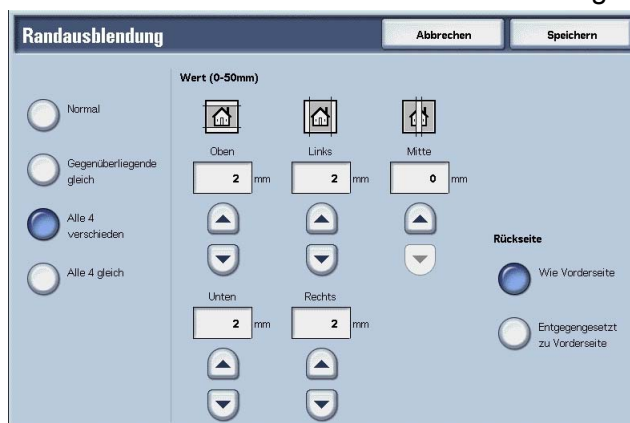 Randausblendung
Abbrechen
Speichern
Wert (0-50mm)
Normal
Gegenüberliegende
gleich
Alle 4
verschieden
Alle 4 gleich
Oben
2 mm
Links
2 mm
Mitte
0 mm
Unten
2 mm
Rechts
2 mm
Rückseite
Wie Vorderseite
Entgegengesetzt
zu Vorderseite